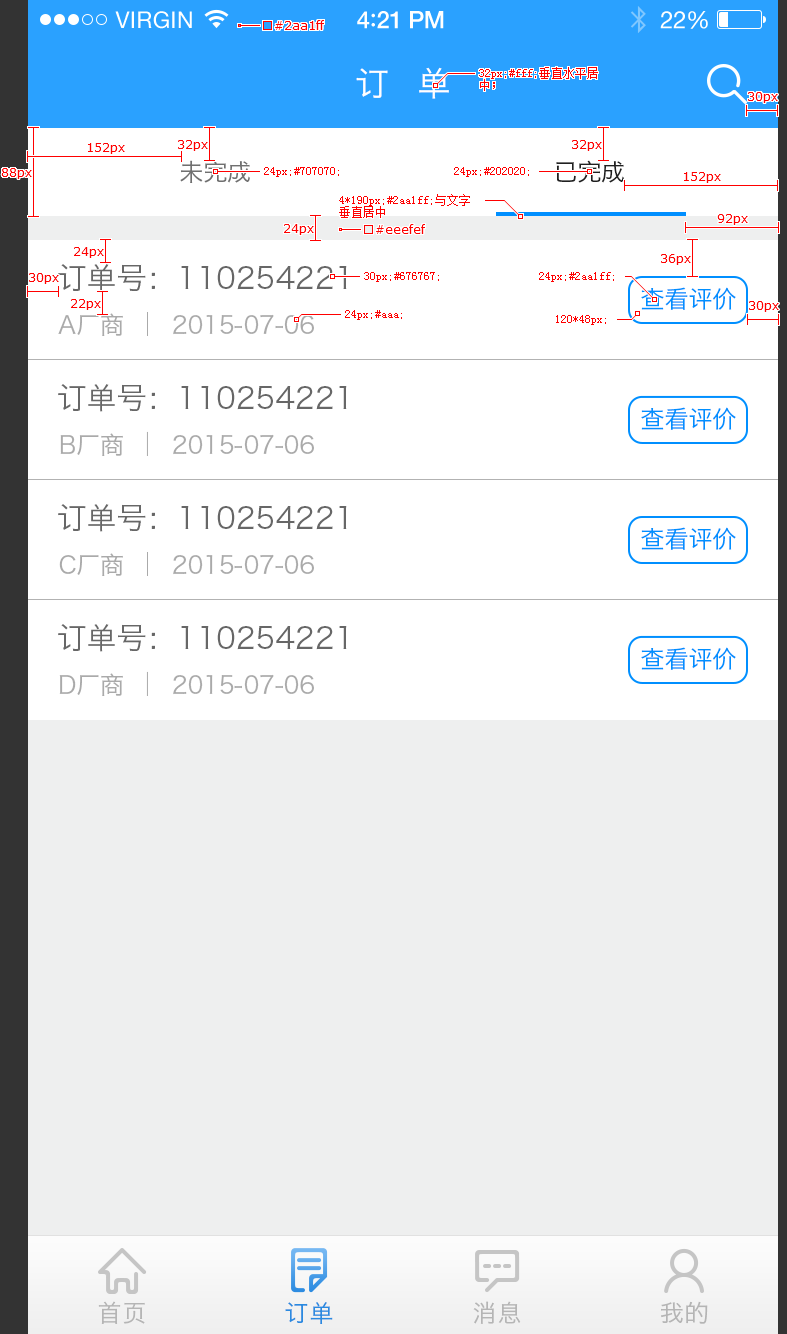 VIRGIN #2aa1ff 4:21 PM 22%
订 单 32px;#fff;垂直水平居中;
30px
88px 152px 32px 32px
未完成 24px;#707070; 24px;#202020; 已完成
152px
4*190px;#2aa1ff;与文字
垂直居中
24px #eeefef 92px
24px 36px
30px 订单号：110254221 30px;#676767; 24px;#2aa1ff; 查看评价 30px
22px
A厂商 2015-07-06 24px;#aaa; 120*48px;
订单号：110254221
B厂商 2015-07-06
查看评价
订单号：110254221
C厂商 2015-07-06
查看评价
订单号：110254221
D厂商 2015-07-06
查看评价
首页 订单 消息 我的